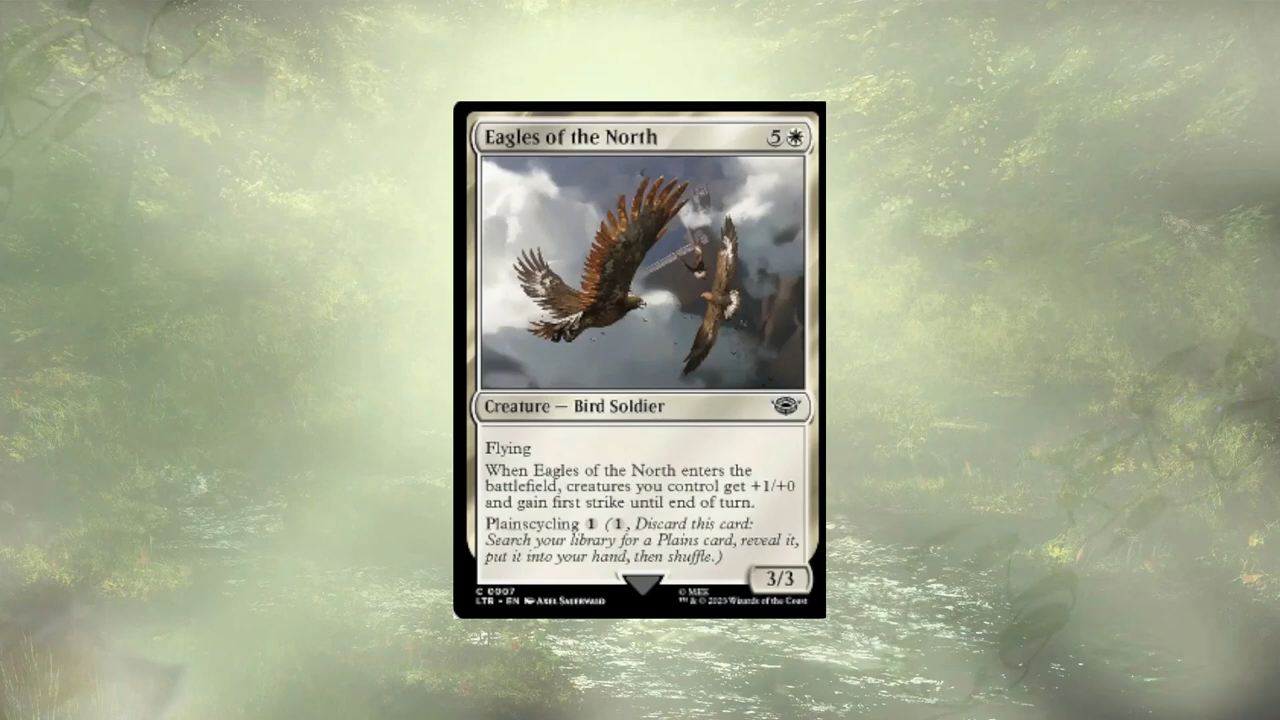 Eagles of the North 5
Creature — Bird Soldier
Flying
When Eagles of the North enters the
battlefield, creatures you control get +1/+0
and gain first strike until end of turn.
Plainscycling 1 (1, Discard this card:
Search your library for a Plains card, reveal it,
put it into your hand, then shuffle.)
3/3
C 0007
LTR • EN Axel Sauerwald
© MEE
™ & © 2023 Wizards of the Coast